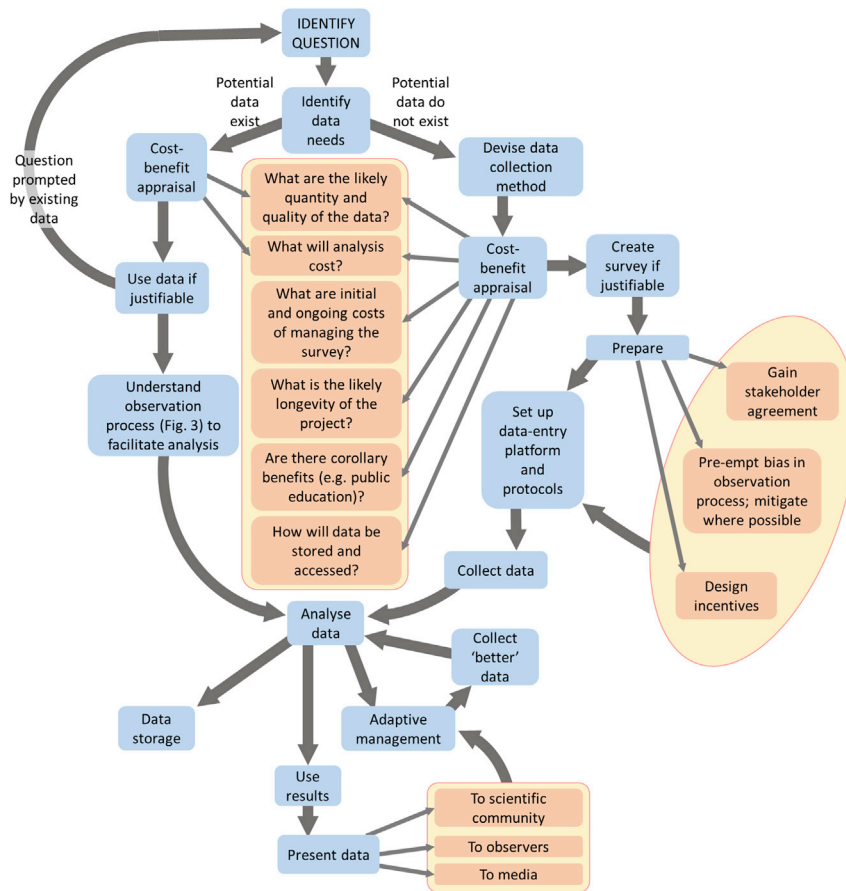 IDENTIFY
QUESTION
Potential
data
exist
Potential
data do
not exist
Identify
data
needs
Cost-
benefit
appraisal
Devise data
collection
method
Question
prompted
by existing
data
What are the likely
quantity and
quality of the data?
What will analysis
cost?
What are initial
and ongoing costs
of managing the
survey?
What is the likely
longevity of the
project?
Are there corollary
benefits (e.g. public
education)?
How will data be
stored and
accessed?
Cost-
benefit
appraisal
Create
survey if
justifiable
Use data if
justifiable
Prepare
Gain
stakeholder
agreement
Pre-empt bias in
observation
process; mitigate
where possible
Design
incentives
Understand
observation
process (Fig. 3) to
facilitate analysis
Set up
data-entry
platform
and
protocols
Collect data
Analyse
data
Collect
‘better’
data
Data
storage
Adaptive
management
Use
results
Present data
To scientific
community
To observers
To media